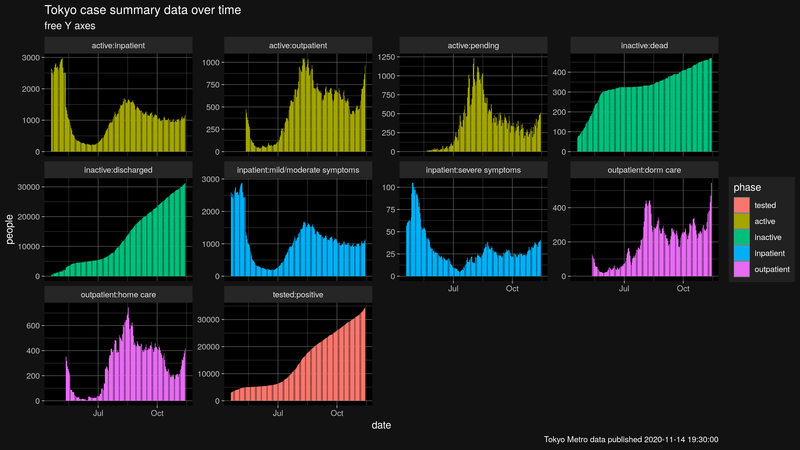 Tokyo case summary data over time
free Y axes
active:inpatient
active:outpatient
active:pending
inactive:dead
3000
2000
1000
0
1000
750
500
250
0
1250
1000
750
500
250
0
400
300
200
100
0
inactive:discharged
inpatient:mild/moderate symptoms
inpatient:severe symptoms
outpatient:dorm care
30000
20000
10000
0
3000
2000
1000
0
100
75
50
25
0
400
200
0
Jul Oct
Jul Oct
outpatient:home care
tested:positive
600
400
200
0
30000
20000
10000
0
Jul Oct
Jul Oct
people
date
phase
tested
active
inactive
inpatient
outpatient
Tokyo Metro data published 2020-11-14 19:30:00